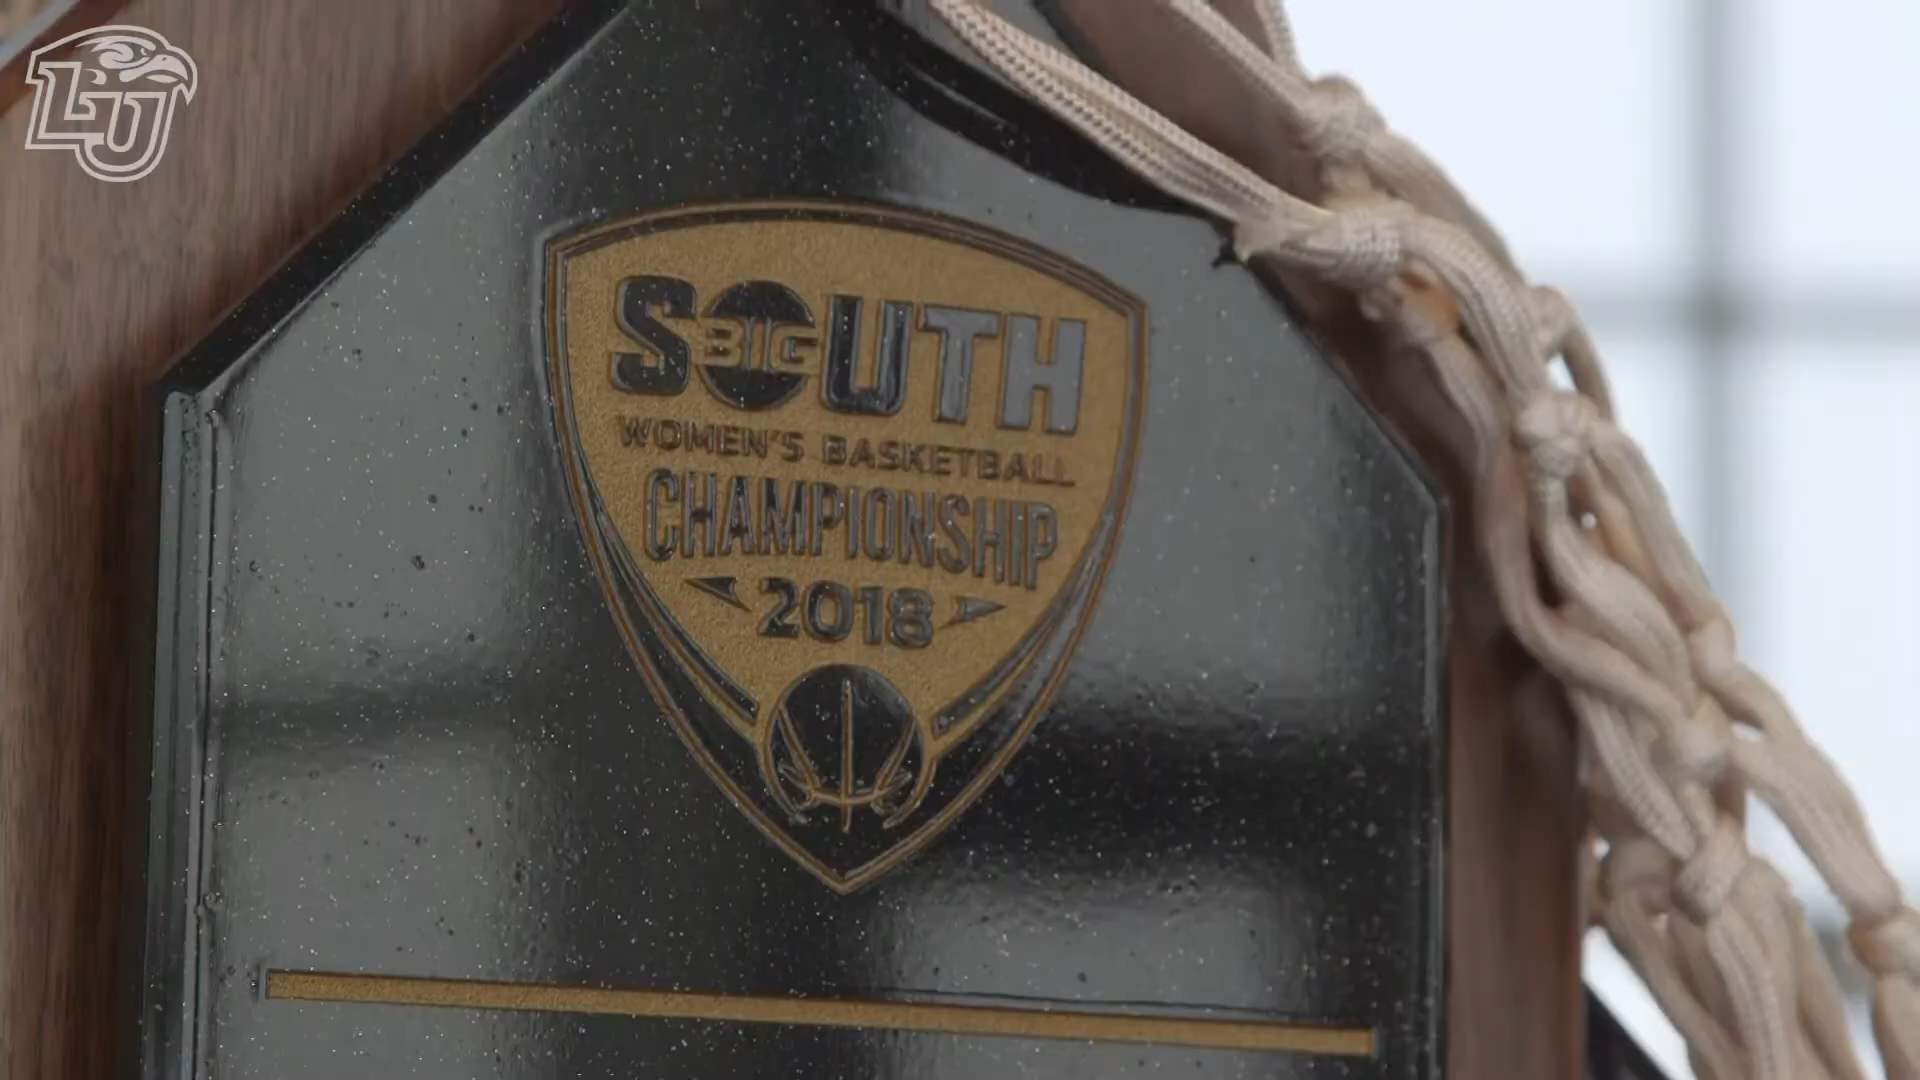 LU
SOUTH
BIG
WOMEN'S BASKETBALL
CHAMPIONSHIP
2018